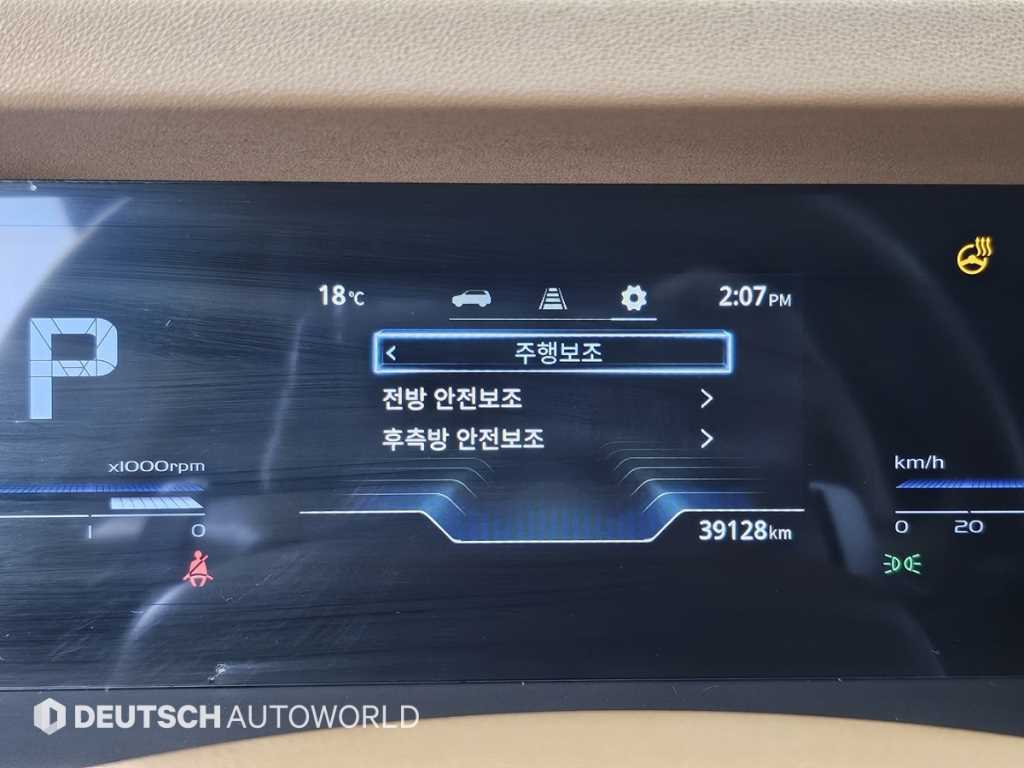 18°C
2:07PM
P
< 주행보조
전방 안전보조 >
후측방 안전보조 >
x1000rpm
km/h
1 0
0 20
39128km
DEUTSCH AUTOWORLD